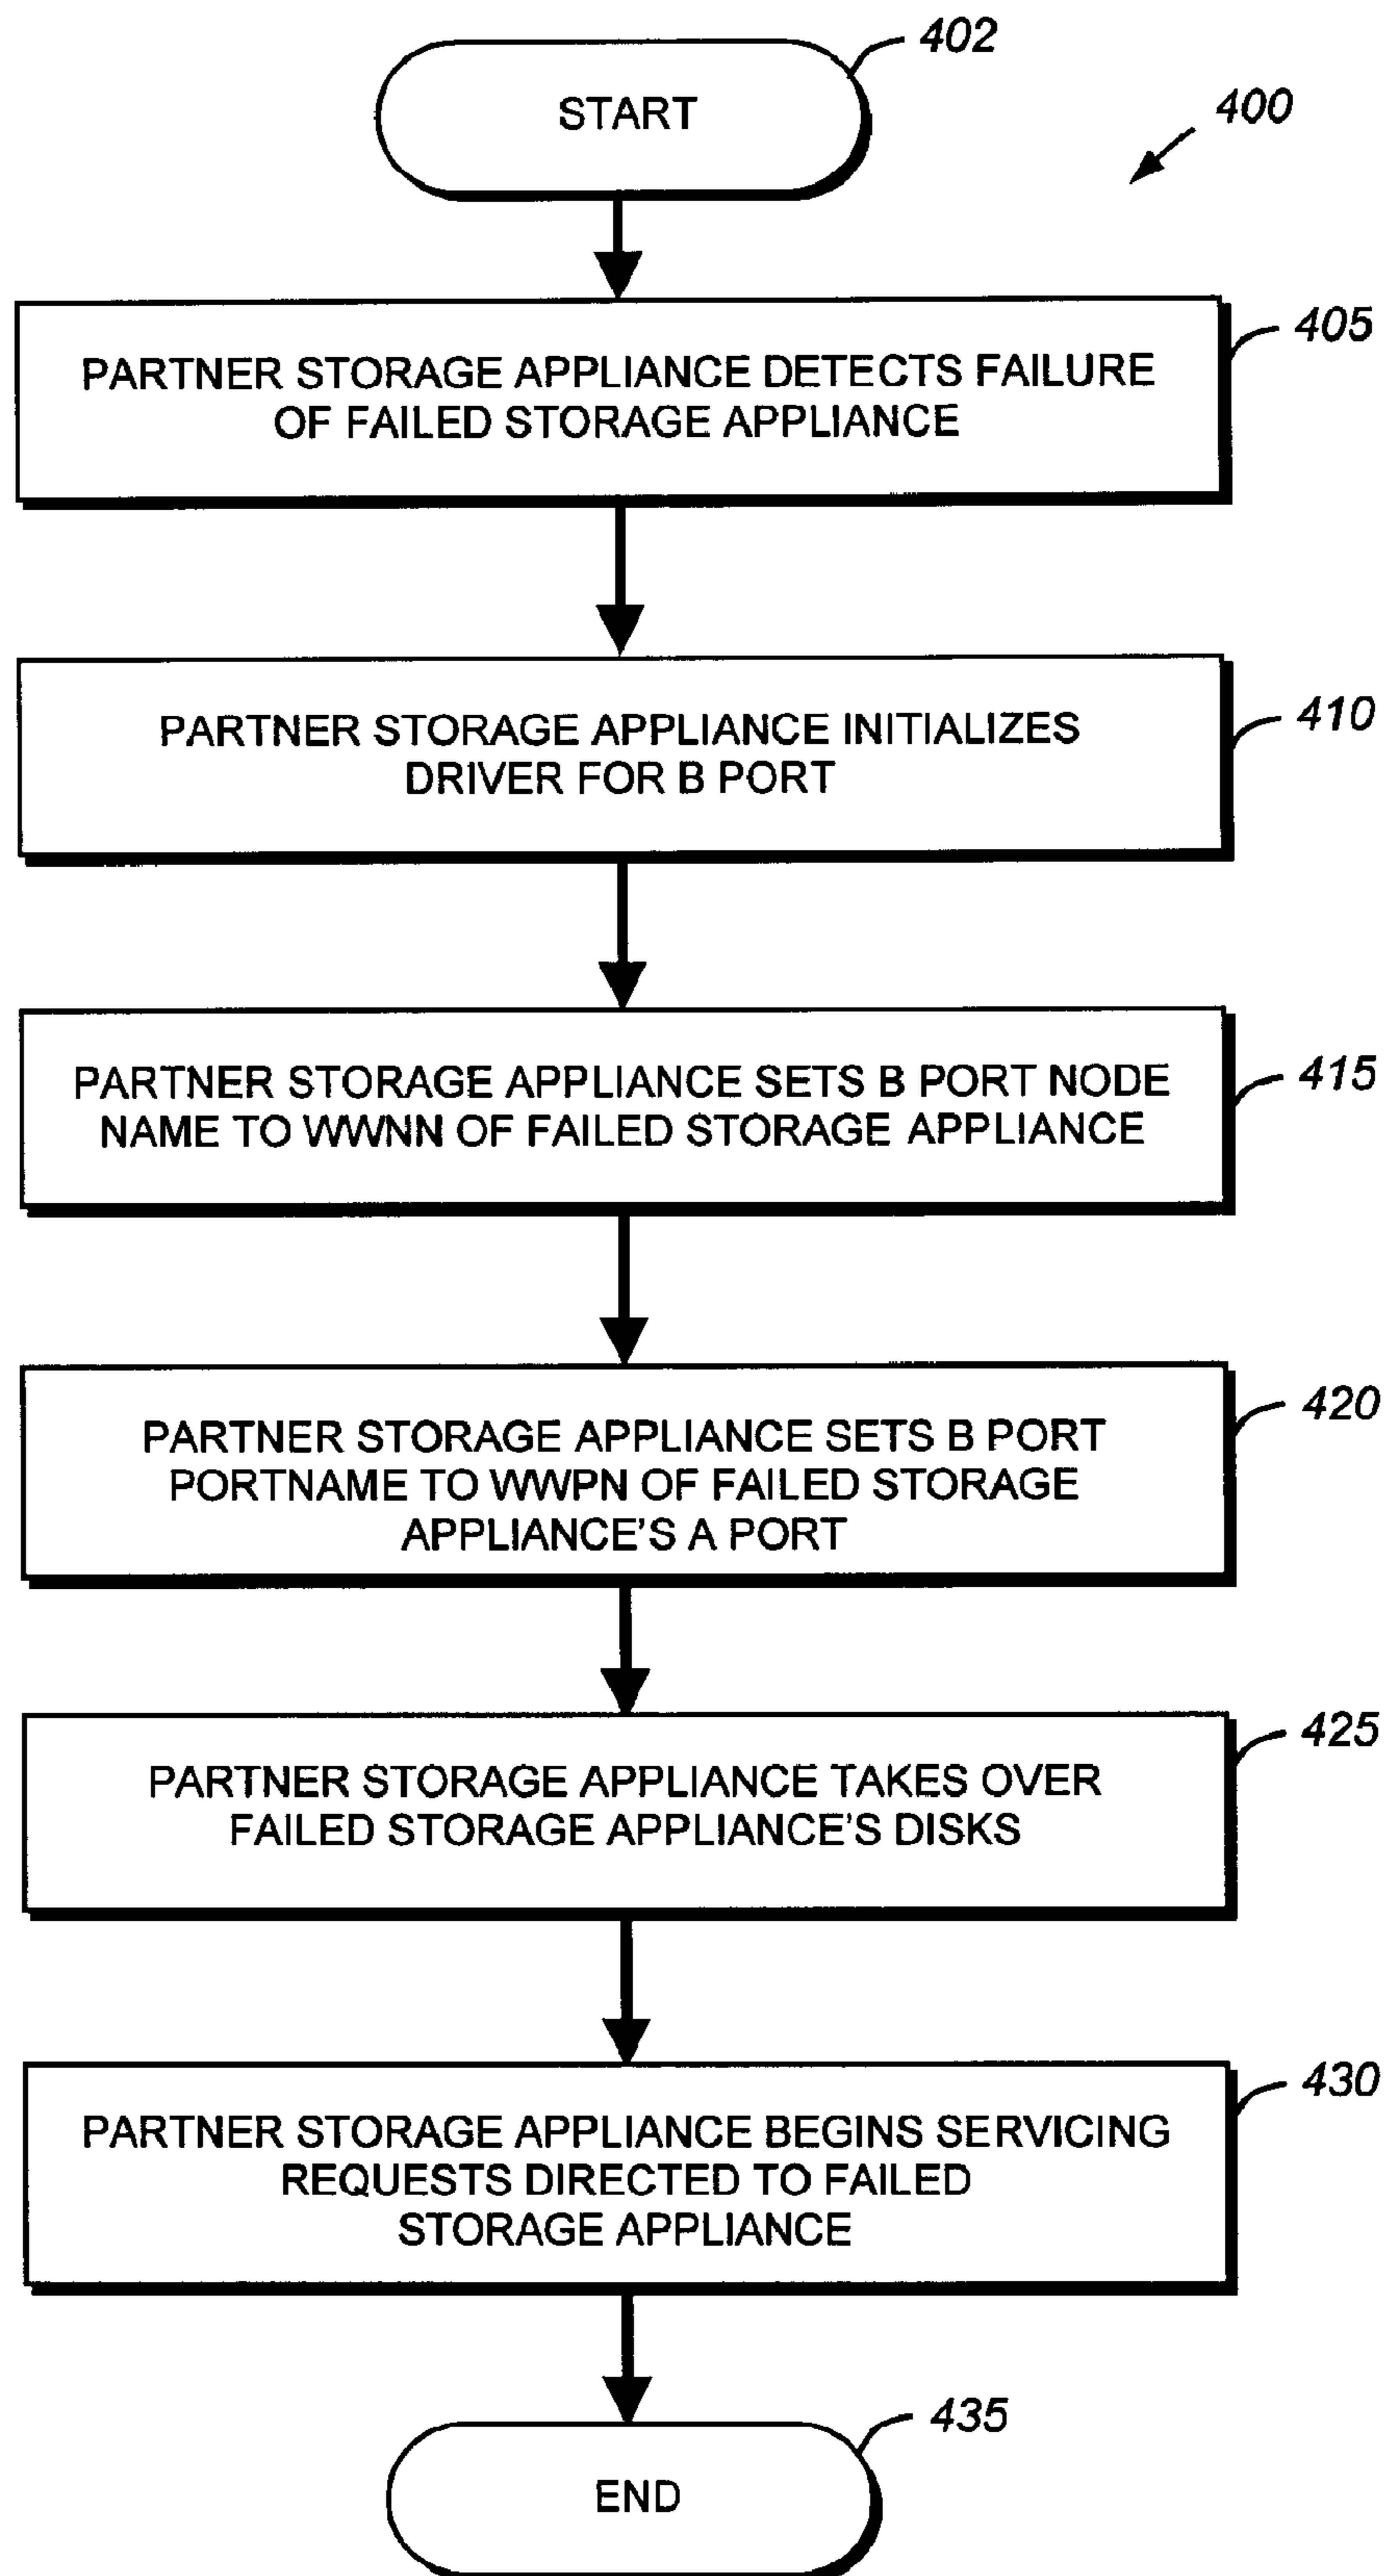 402
START
400
405
PARTNER STORAGE APPLIANCE DETECTS FAILURE
OF FAILED STORAGE APPLIANCE
410
PARTNER STORAGE APPLIANCE INITIALIZES
DRIVER FOR B PORT
415
PARTNER STORAGE APPLIANCE SETS B PORT NODE
NAME TO WWNN OF FAILED STORAGE APPLIANCE
420
PARTNER STORAGE APPLIANCE SETS B PORT
PORTNAME TO WWPN OF FAILED STORAGE
APPLIANCE'S A PORT
425
PARTNER STORAGE APPLIANCE TAKES OVER
FAILED STORAGE APPLIANCE'S DISKS
430
PARTNER STORAGE APPLIANCE BEGINS SERVICING
REQUESTS DIRECTED TO FAILED
STORAGE APPLIANCE
435
END